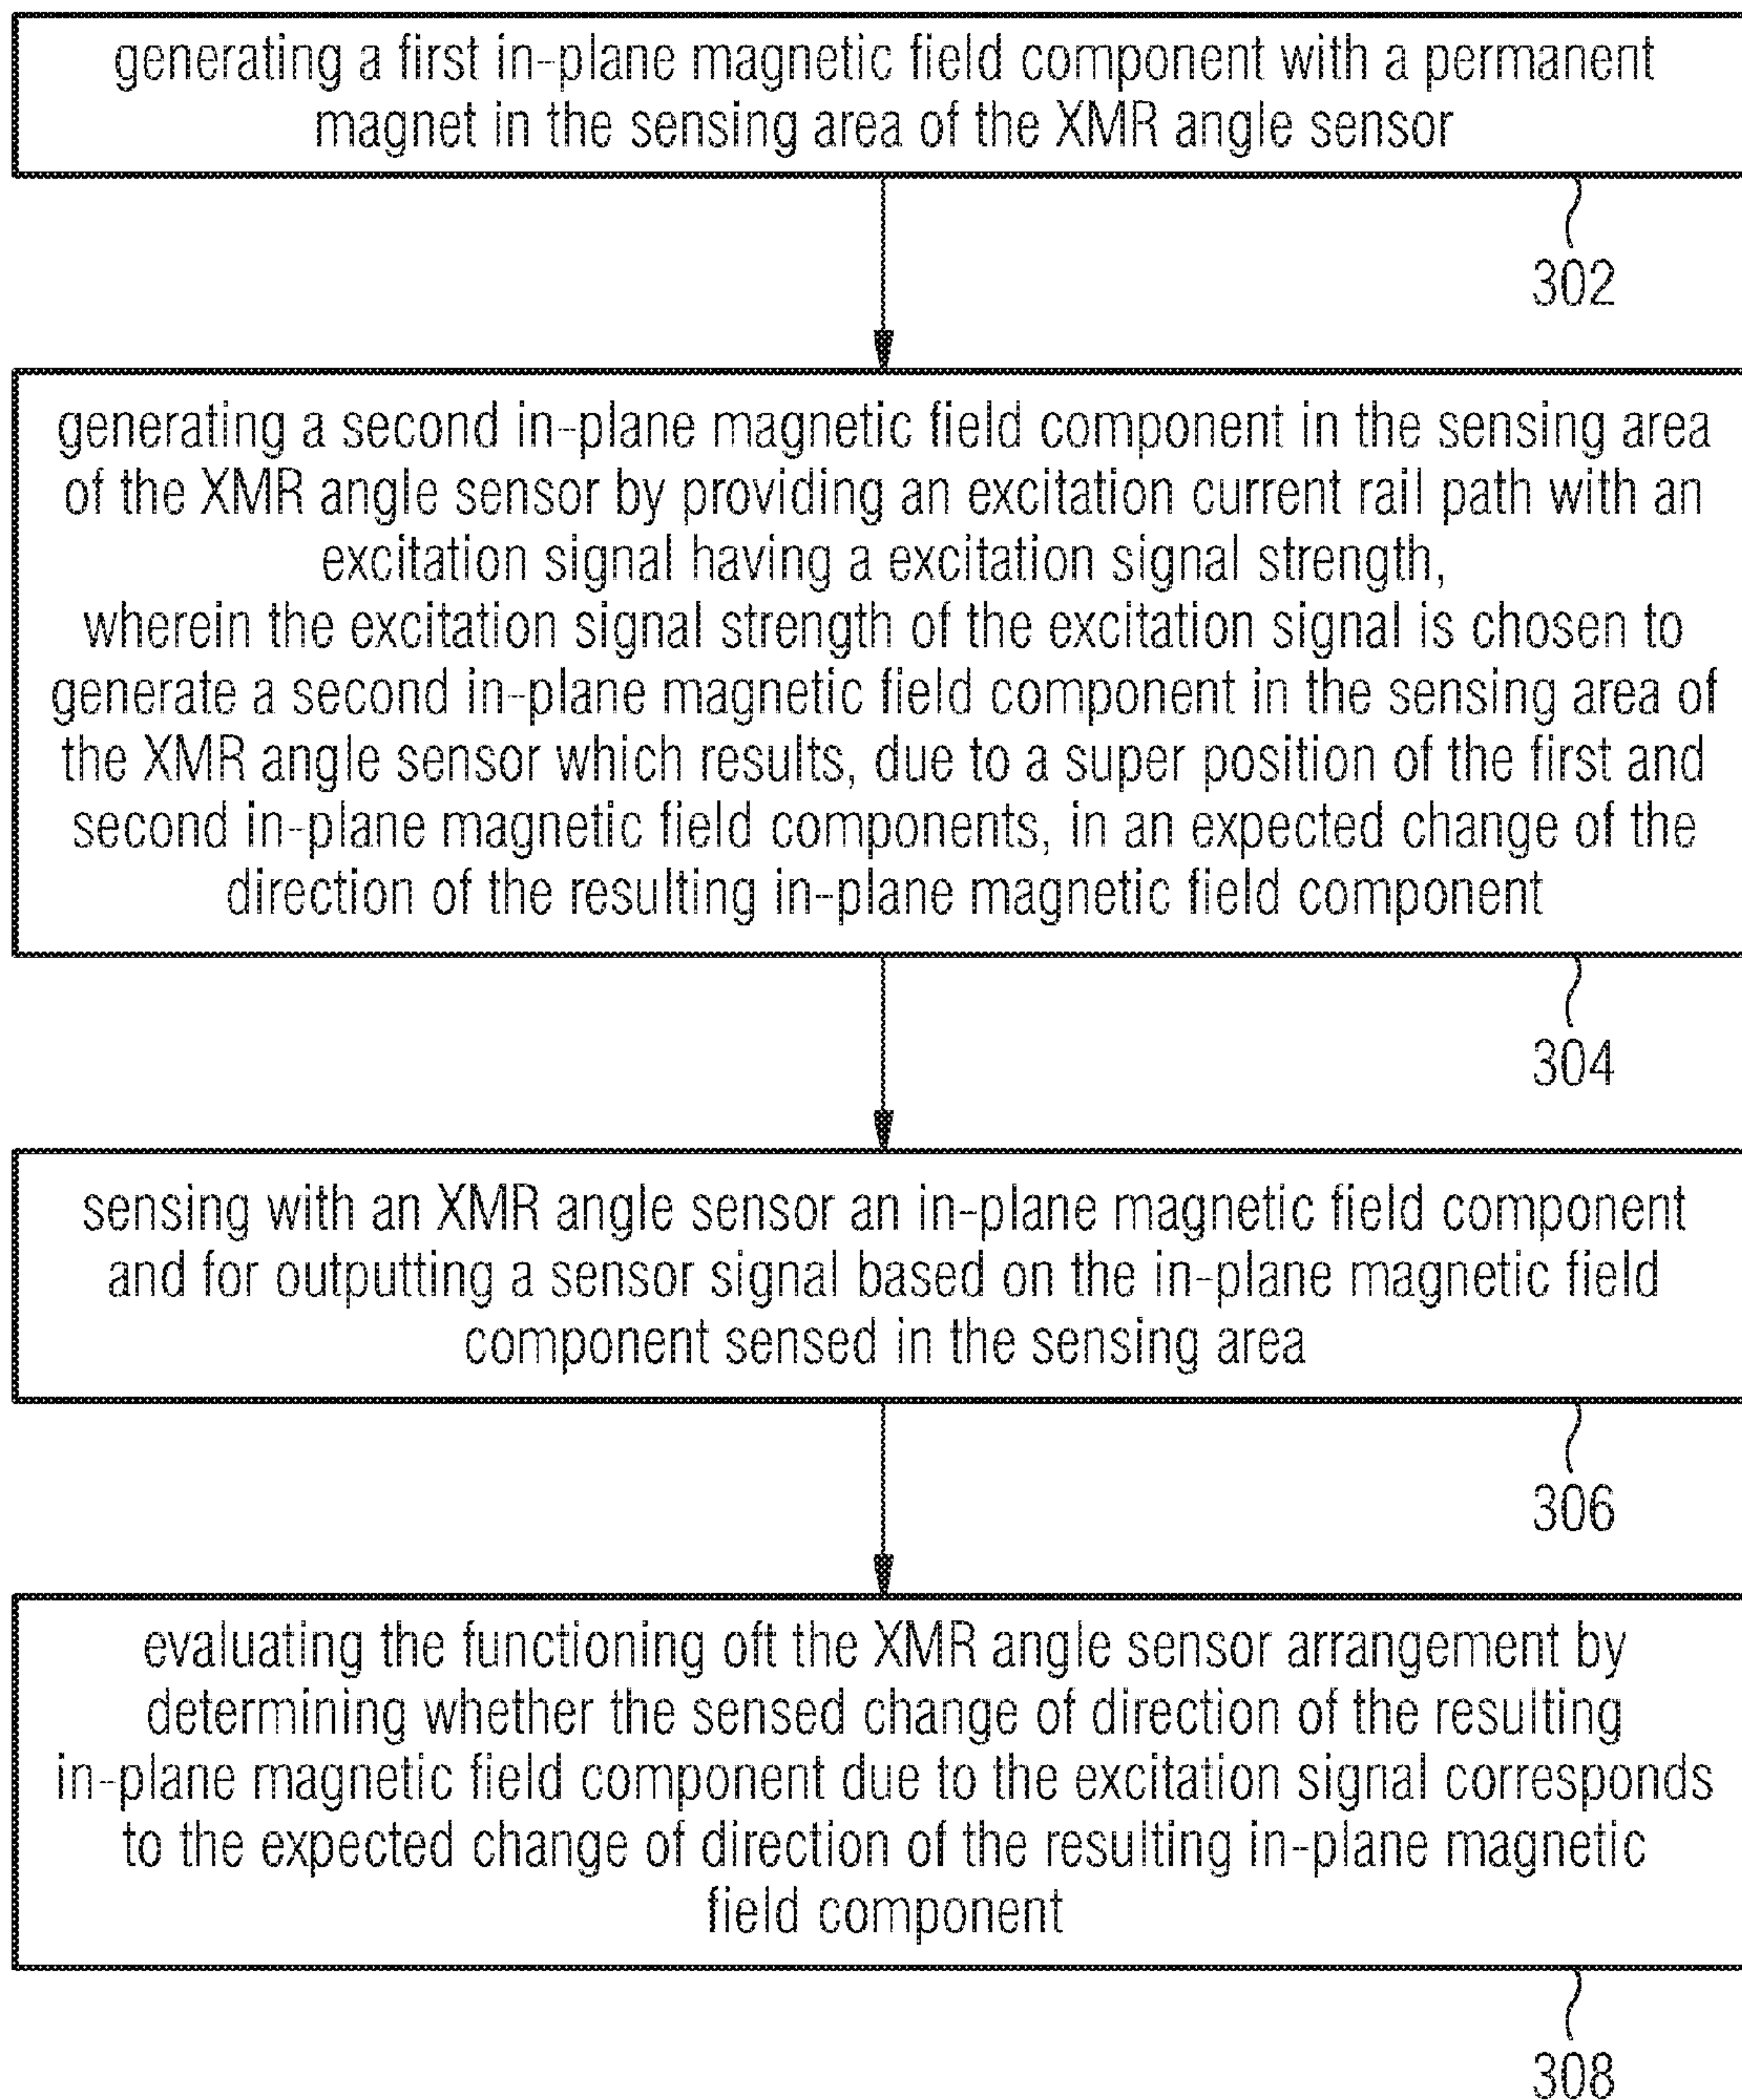 generating a first in-plane magnetic field component with a permanent
magnet in the sensing area of the XMR angle sensor
302
generating a second in-plane magnetic field component in the sensing area
of the XMR angle sensor by providing an excitation current rail path with an
excitation signal having a excitation signal strength,
wherein the excitation signal strength of the excitation signal is chosen to
generate a second in-plane magnetic field component in the sensing area of
the XMR angle sensor which results, due to a super position of the first and
second in-plane magnetic field components, in an expected change of the
direction of the resulting in-plane magnetic field component
304
sensing with an XMR angle sensor an in-plane magnetic field component
and for outputting a sensor signal based on the in-plane magnetic field
component sensed in the sensing area
306
evaluating the functioning oft the XMR angle sensor arrangement by
determining whether the sensed change of direction of the resulting
in-plane magnetic field component due to the excitation signal corresponds
to the expected change of direction of the resulting in-plane magnetic
field component
308